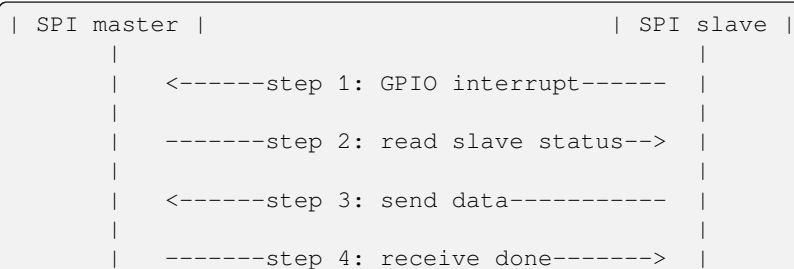 | SPI master |                          | SPI slave |
       |                                     |
       |   <------step 1: GPIO interrupt------  |
       |                                     |
       |   -------step 2: read slave status-->  |
       |                                     |
       |   <------step 3: send data-----------  |
       |                                     |
       |   -------step 4: receive done------->  |